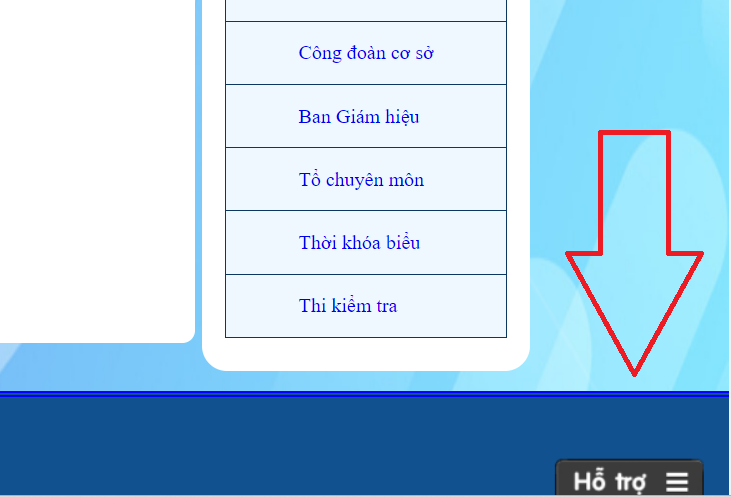 Công đoàn cơ sở
Ban Giám hiệu
Tổ chuyên môn
Thời khóa biểu
Thi kiểm tra
Hỗ trợ